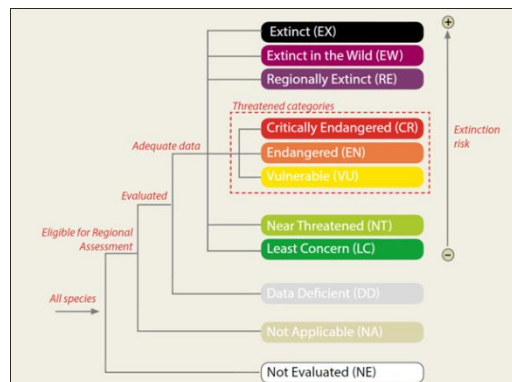 Extinct (EX)
+
Extinct in the Wild (EW)
Regionally Extinct (RE)
Threatened categories
Critically Endangered (CR)
Adequate data
Endangered (EN)
Extinction
risk
Vulnerable (VU)
Evaluated
Near Threatened (NT)
Eligible for Regional
Assessment
Least Concern (LC)
−
Data Deficient (DD)
All species
Not Applicable (NA)
Not Evaluated (NE)